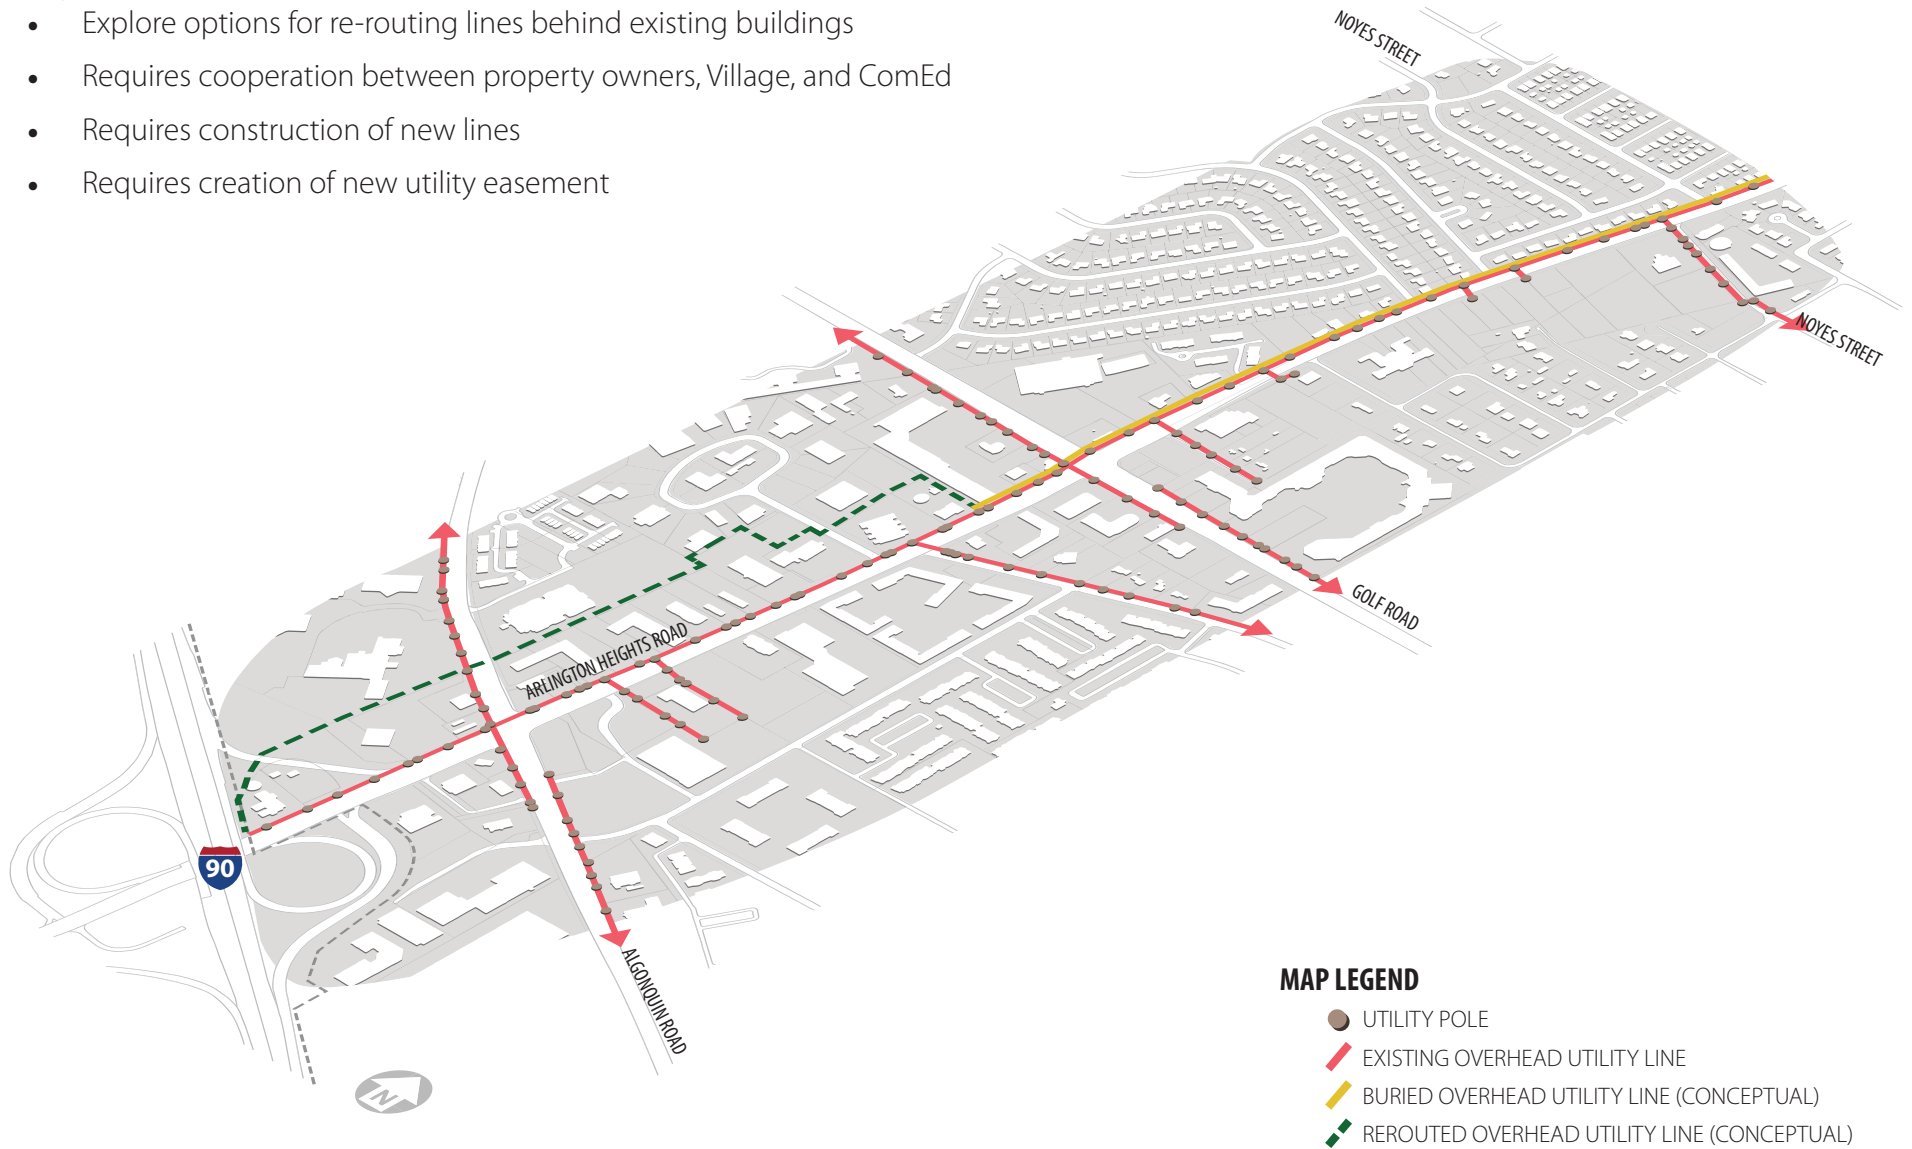 • Explore options for re-routing lines behind existing buildings
• Requires cooperation between property owners, Village, and ComEd
• Requires construction of new lines
• Requires creation of new utility easement
NOYES STREET
NOYES STREET
GOLF ROAD
ARLINGTON HEIGHTS ROAD
90
ALGONQUIN ROAD
N
MAP LEGEND
UTILITY POLE
EXISTING OVERHEAD UTILITY LINE
BURIED OVERHEAD UTILITY LINE (CONCEPTUAL)
REROUTED OVERHEAD UTILITY LINE (CONCEPTUAL)